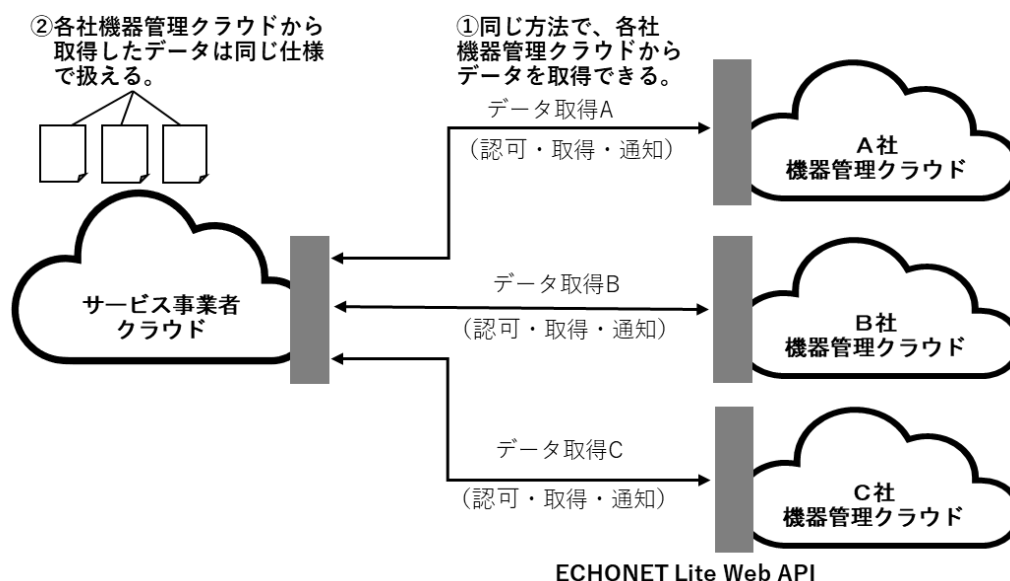 ②各社機器管理クラウドから
取得したデータは同じ仕様
で扱える。
①同じ方法で、各社
機器管理クラウドから
データを取得できる。
データ取得A
（認可・取得・通知）
A社
機器管理クラウド
サービス事業者
クラウド
データ取得B
（認可・取得・通知）
B社
機器管理クラウド
データ取得C
（認可・取得・通知）
C社
機器管理クラウド
ECHONET Lite Web API